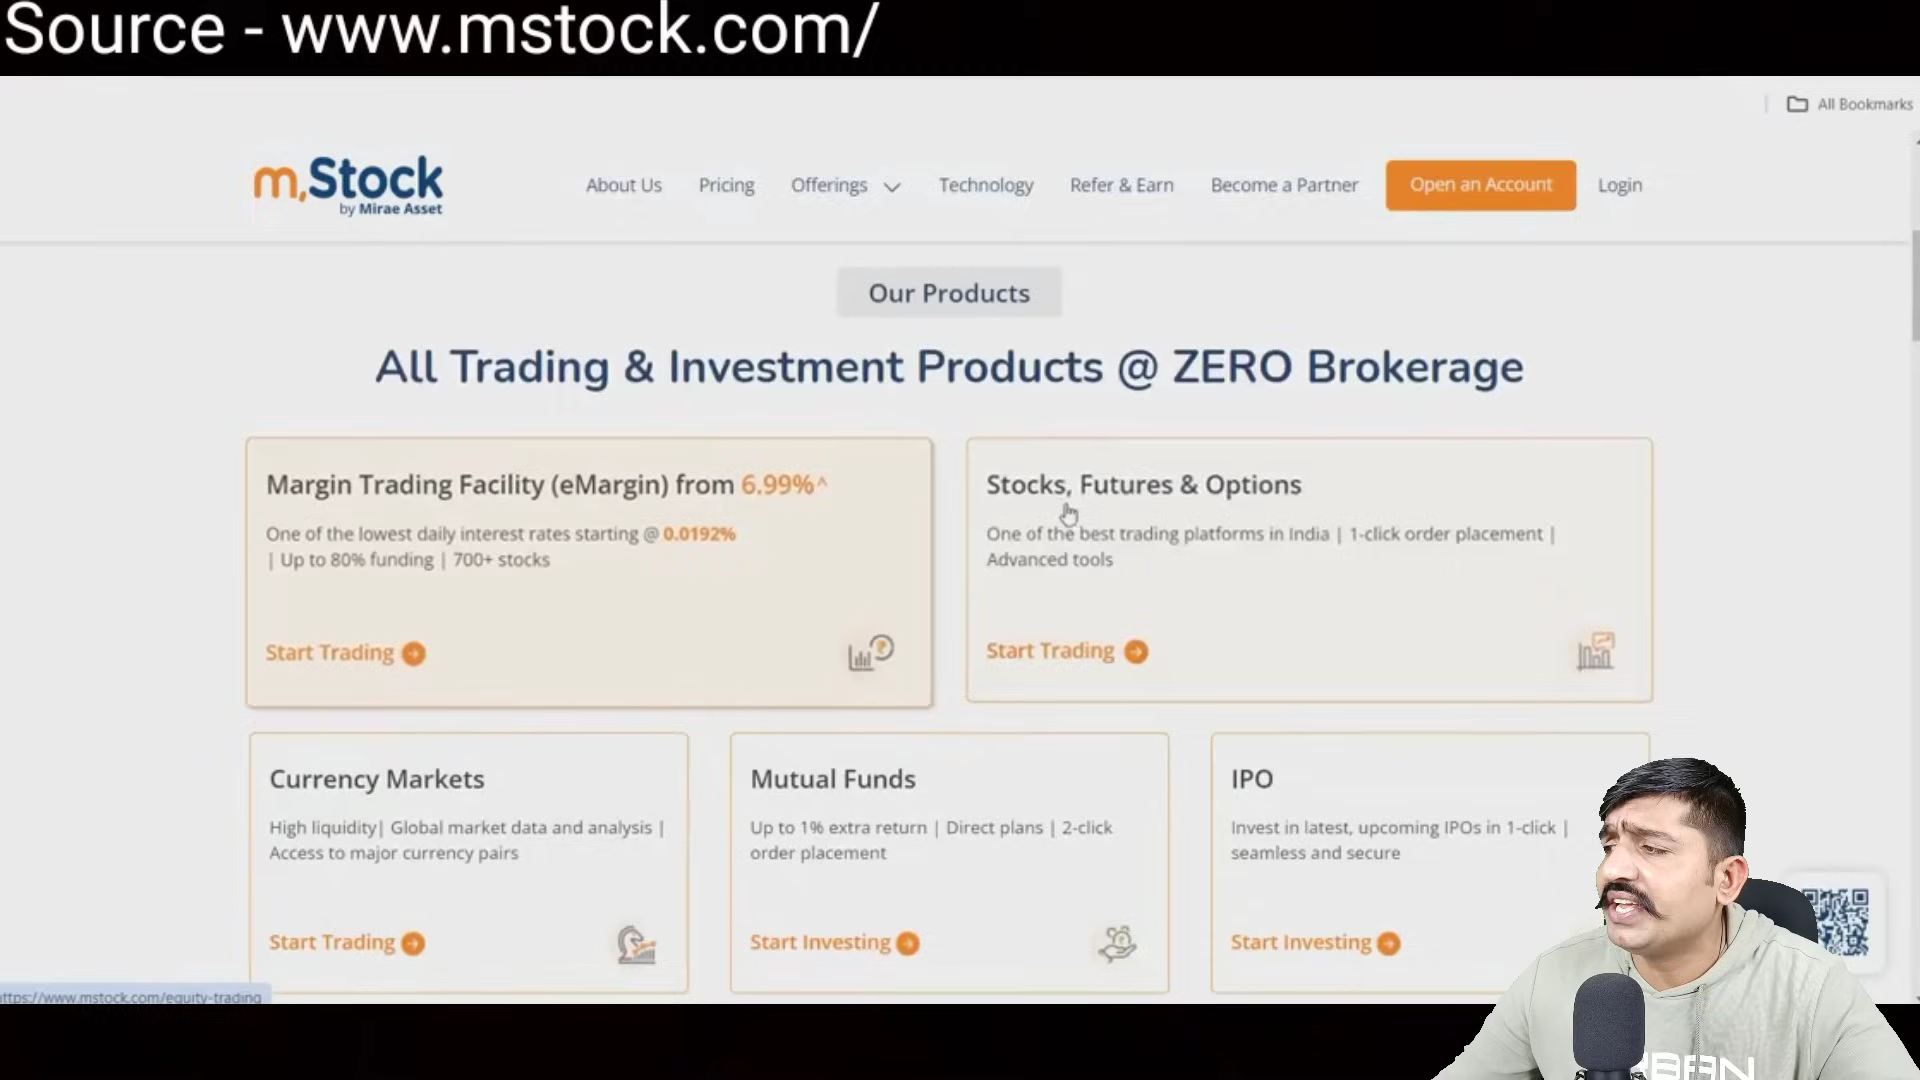 Source - www.mstock.com/
All Bookmarks
m.Stock
by Mirae Asset
About Us
Pricing
Offerings
Technology
Refer & Earn
Become a Partner
Open an Account
Login
Our Products
All Trading & Investment Products @ ZERO Brokerage
Margin Trading Facility (eMargin) from 6.99%^
One of the lowest daily interest rates starting @ 0.0192%
| Up to 80% funding | 700+ stocks
Start Trading
Stocks, Futures & Options
One of the best trading platforms in India | 1-click order placement |
Advanced tools
Start Trading
Currency Markets
High liquidity| Global market data and analysis |
Access to major currency pairs
Start Trading
Mutual Funds
Up to 1% extra return | Direct plans | 2-click
order placement
Start Investing
IPO
Invest in latest, upcoming IPOs in 1-click |
seamless and secure
Start Investing
https://www.mstock.com/equity-trading